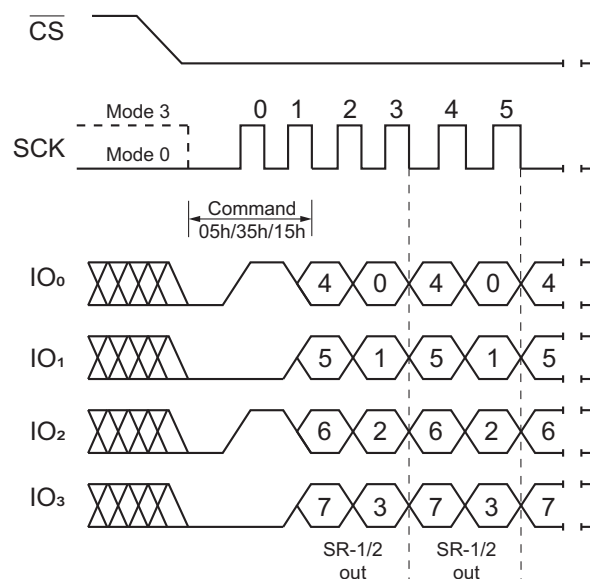 CS
0 1 2 3 4 5
Mode 3
SCK
Mode 0
Command
05h/35h/15h
IO₀ 4 0 4 0 4
IO₁ 5 1 5 1 5
IO₂ 6 2 6 2 6
IO₃ 7 3 7 3 7
SR-1/2 SR-1/2
out out